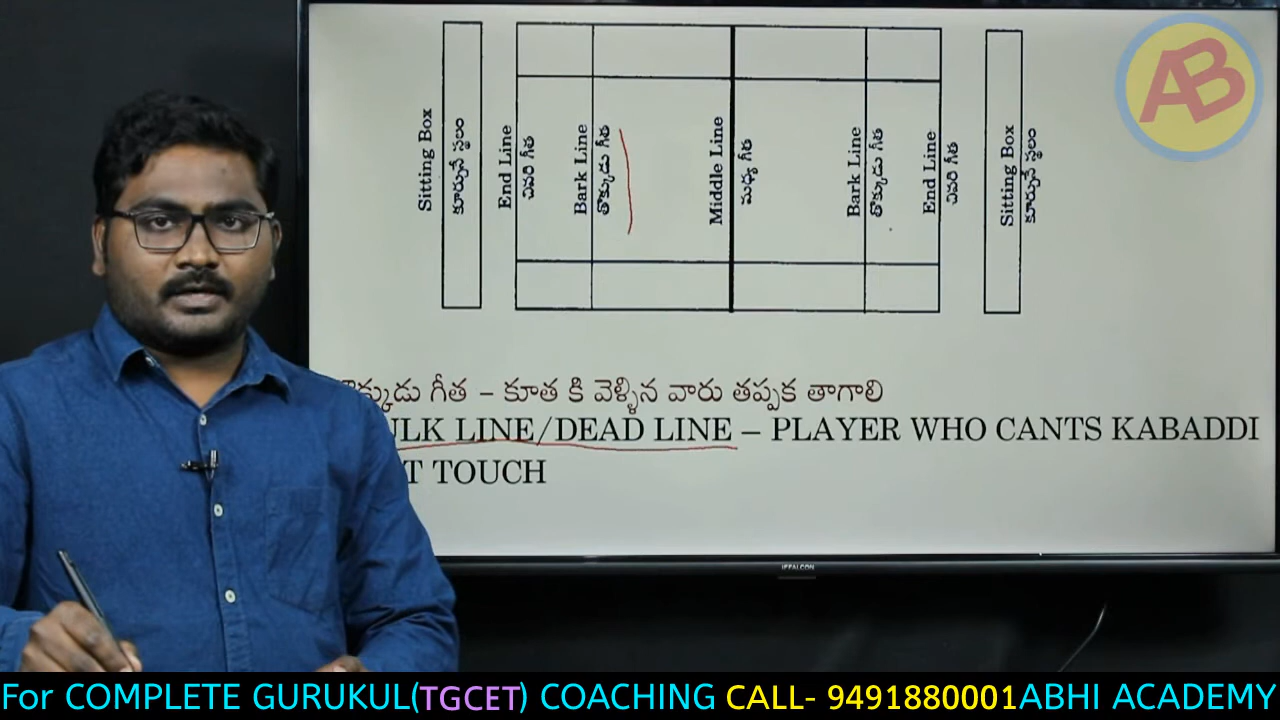 AB
Sitting Box
కూర్చునే స్థలం
End Line
చివరి గీత
Bark Line
తొక్కుడు గీత
Middle Line
మధ్య గీత
Bark Line
తొక్కుడు గీత
End Line
చివరి గీత
Sitting Box
కూర్చునే స్థలం
గీత – కూత కి వెళ్ళిన వారు తప్పక తాగాలి
LINE/DEAD LINE – PLAYER WHO CANTS KABADDI
TOUCH
IFFALCON
For COMPLETE GURUKUL(TGCET) COACHING CALL- 9491880001ABHI ACADEMY